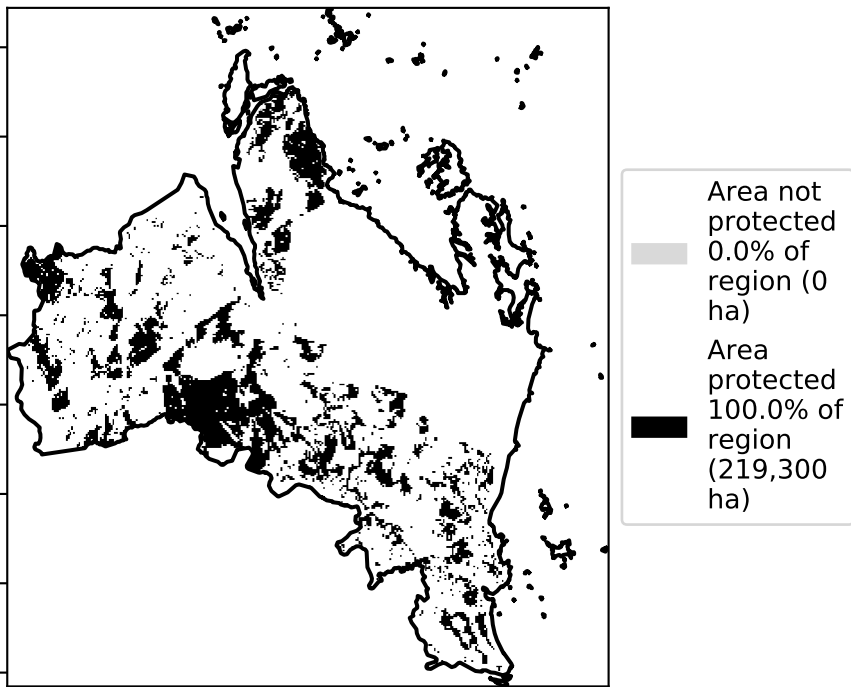 Area not
protected
0.0% of
region (0
ha)
Area
protected
100.0% of
region
(219,300
ha)